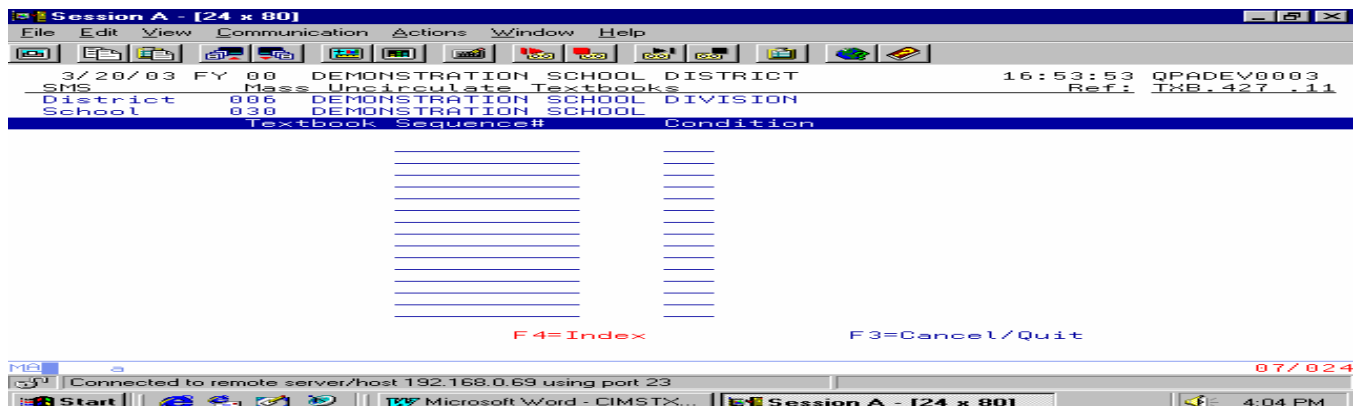 Session A - [24 x 80]
File Edit View Communication Actions Window Help
3/20/03 FY 00 DEMONSTRATION SCHOOL DISTRICT 16:53:53 QPADEV0003
SMS Mass Uncirculate Textbooks Ref: TXB.427 .11
District 006 DEMONSTRATION SCHOOL DIVISION
School 030 DEMONSTRATION SCHOOL
Textbook Sequence# Condition
F4=Index F3=Cancel/Quit
MA a 07/024
Connected to remote server/host 192.168.0.69 using port 23
Start Microsoft Word - CIMSTX... Session A - [24 x 80] 4:04 PM